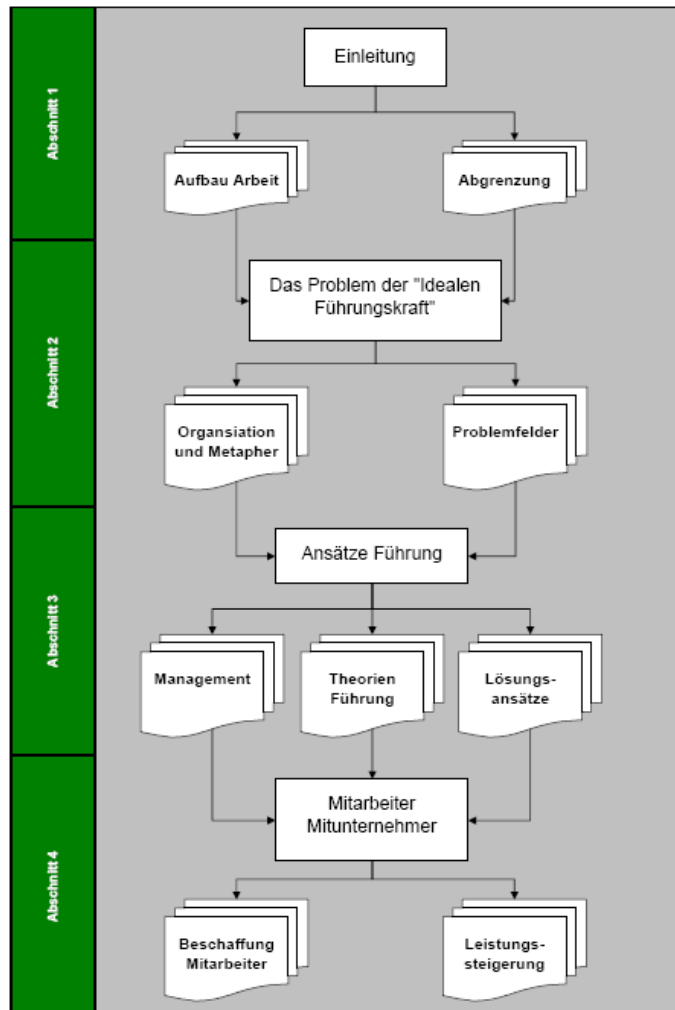 Abschnitt 1
Einleitung
Aufbau Arbeit
Abgrenzung
Abschnitt 2
Das Problem der "Idealen
Führungskraft"
Organsiation
und Metapher
Problemfelder
Abschnitt 3
Ansätze Führung
Management
Theorien
Führung
Lösungs-
ansätze
Abschnitt 4
Mitarbeiter
Mitunternehmer
Beschaffung
Mitarbeiter
Leistungs-
steigerung